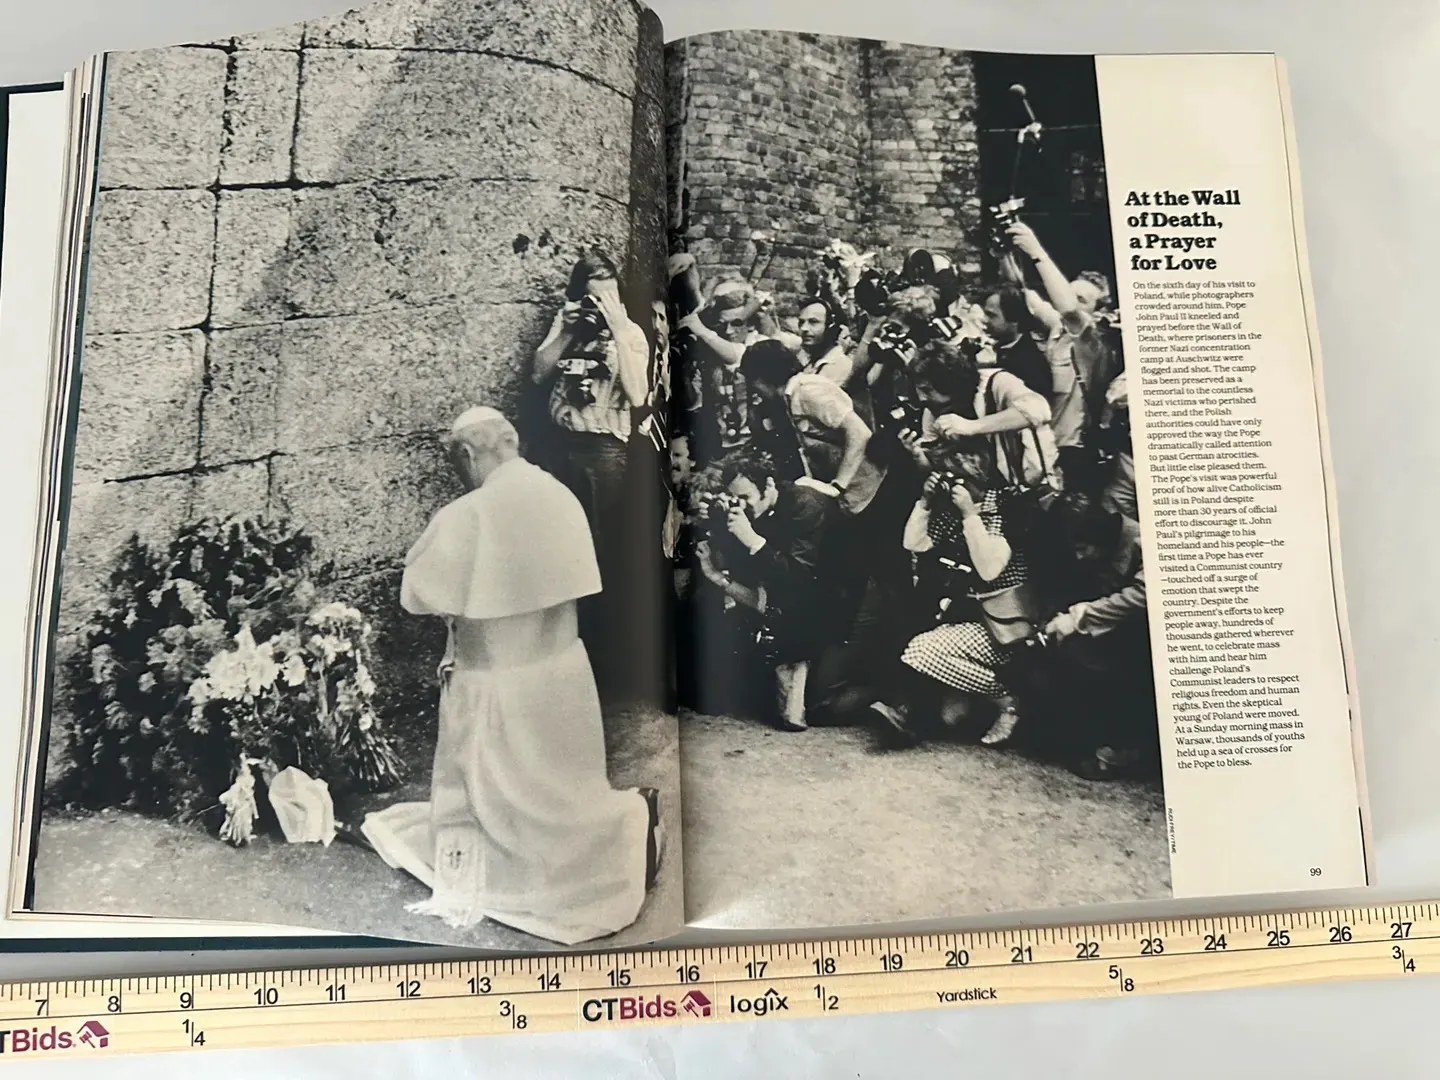 At the Wall
of Death,
a Prayer
for Love
On the sixth day of his visit to
Poland, while photographers
crowded around him, Pope
John Paul II kneeled and
prayed before the Wall of
Death, where prisoners in the
former Nazi concentration
camp at Auschwitz were
flogged and shot. The camp
has been preserved as a
memorial to the countless
Nazi victims who perished
there, and the Polish
authorities could have only
approved the way the Pope
dramatically called attention
to past German atrocities.
But little else pleased them.
The Pope's visit was powerful
proof of how alive Catholicism
still is in Poland despite
more than 30 years of official
effort to discourage it. John
Paul's pilgrimage to his
homeland and his people—the
first time a Pope has ever
visited a Communist country
—touched off a surge of
emotion that swept the
country. Despite the
government's efforts to keep
people away, hundreds of
thousands gathered wherever
he went, to celebrate mass
with him and hear him
challenge Poland's
Communist leaders to respect
religious freedom and human
rights. Even the skeptical
young of Poland were moved.
At a Sunday morning mass in
Warsaw, thousands of youths
held up a sea of crosses for
the Pope to bless.
RUDI FREY/TIME
99
7 8 9 10 11 12 13 14 15 16 17 18 19 20 21 22 23 24 25 26 27
TBids 1/4 3/8 CTBids logix 1/2 Yardstick 5/8 3/4